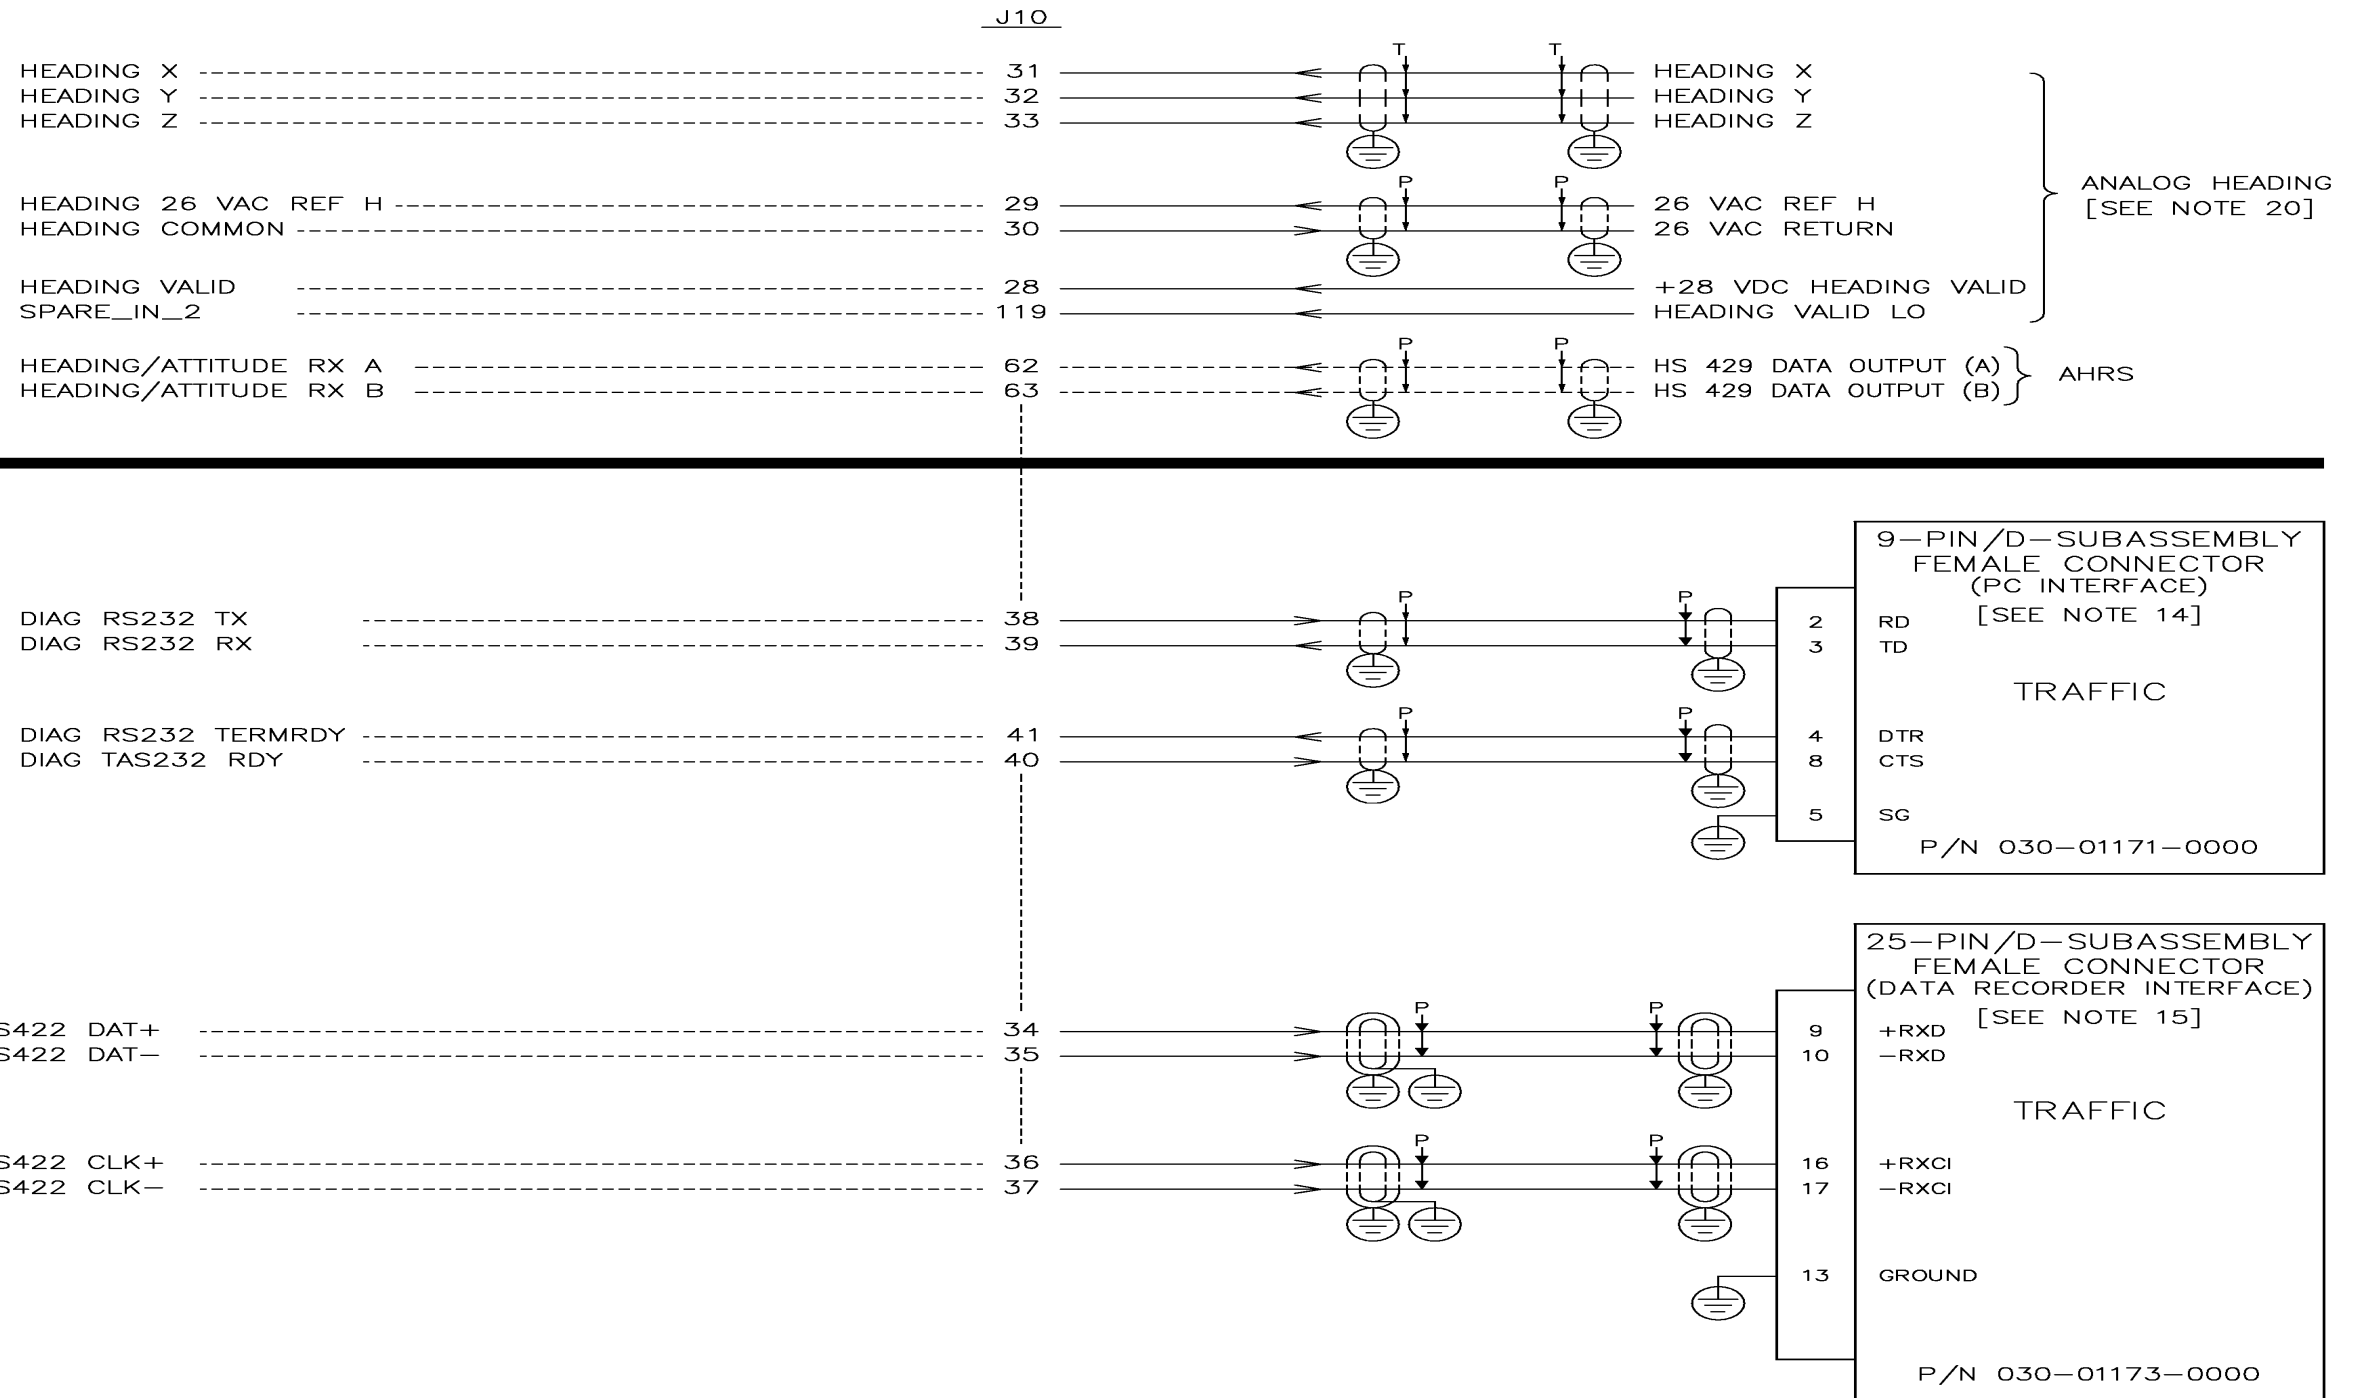 J10
T T
HEADING X 31 HEADING X
HEADING Y 32 HEADING Y
HEADING Z 33 HEADING Z
P P
HEADING 26 VAC REF H 29 26 VAC REF H
HEADING COMMON 30 26 VAC RETURN
ANALOG HEADING
[SEE NOTE 20]
HEADING VALID 28 +28 VDC HEADING VALID
SPARE_IN_2 119 HEADING VALID LO
P P
HEADING/ATTITUDE RX A 62 HS 429 DATA OUTPUT (A)
HEADING/ATTITUDE RX B 63 HS 429 DATA OUTPUT (B)
AHRS
9-PIN/D-SUBASSEMBLY
FEMALE CONNECTOR
(PC INTERFACE)
[SEE NOTE 14]
P P
DIAG RS232 TX 38 2 RD
DIAG RS232 RX 39 3 TD
TRAFFIC
P P
DIAG RS232 TERMRDY 41 4 DTR
DIAG TAS232 RDY 40 8 CTS
5 SG
P/N 030-01171-0000
25-PIN/D-SUBASSEMBLY
FEMALE CONNECTOR
(DATA RECORDER INTERFACE)
[SEE NOTE 15]
P P
S422 DAT+ 34 9 +RXD
S422 DAT- 35 10 -RXD
TRAFFIC
P P
S422 CLK+ 36 16 +RXCI
S422 CLK- 37 17 -RXCI
13 GROUND
P/N 030-01173-0000